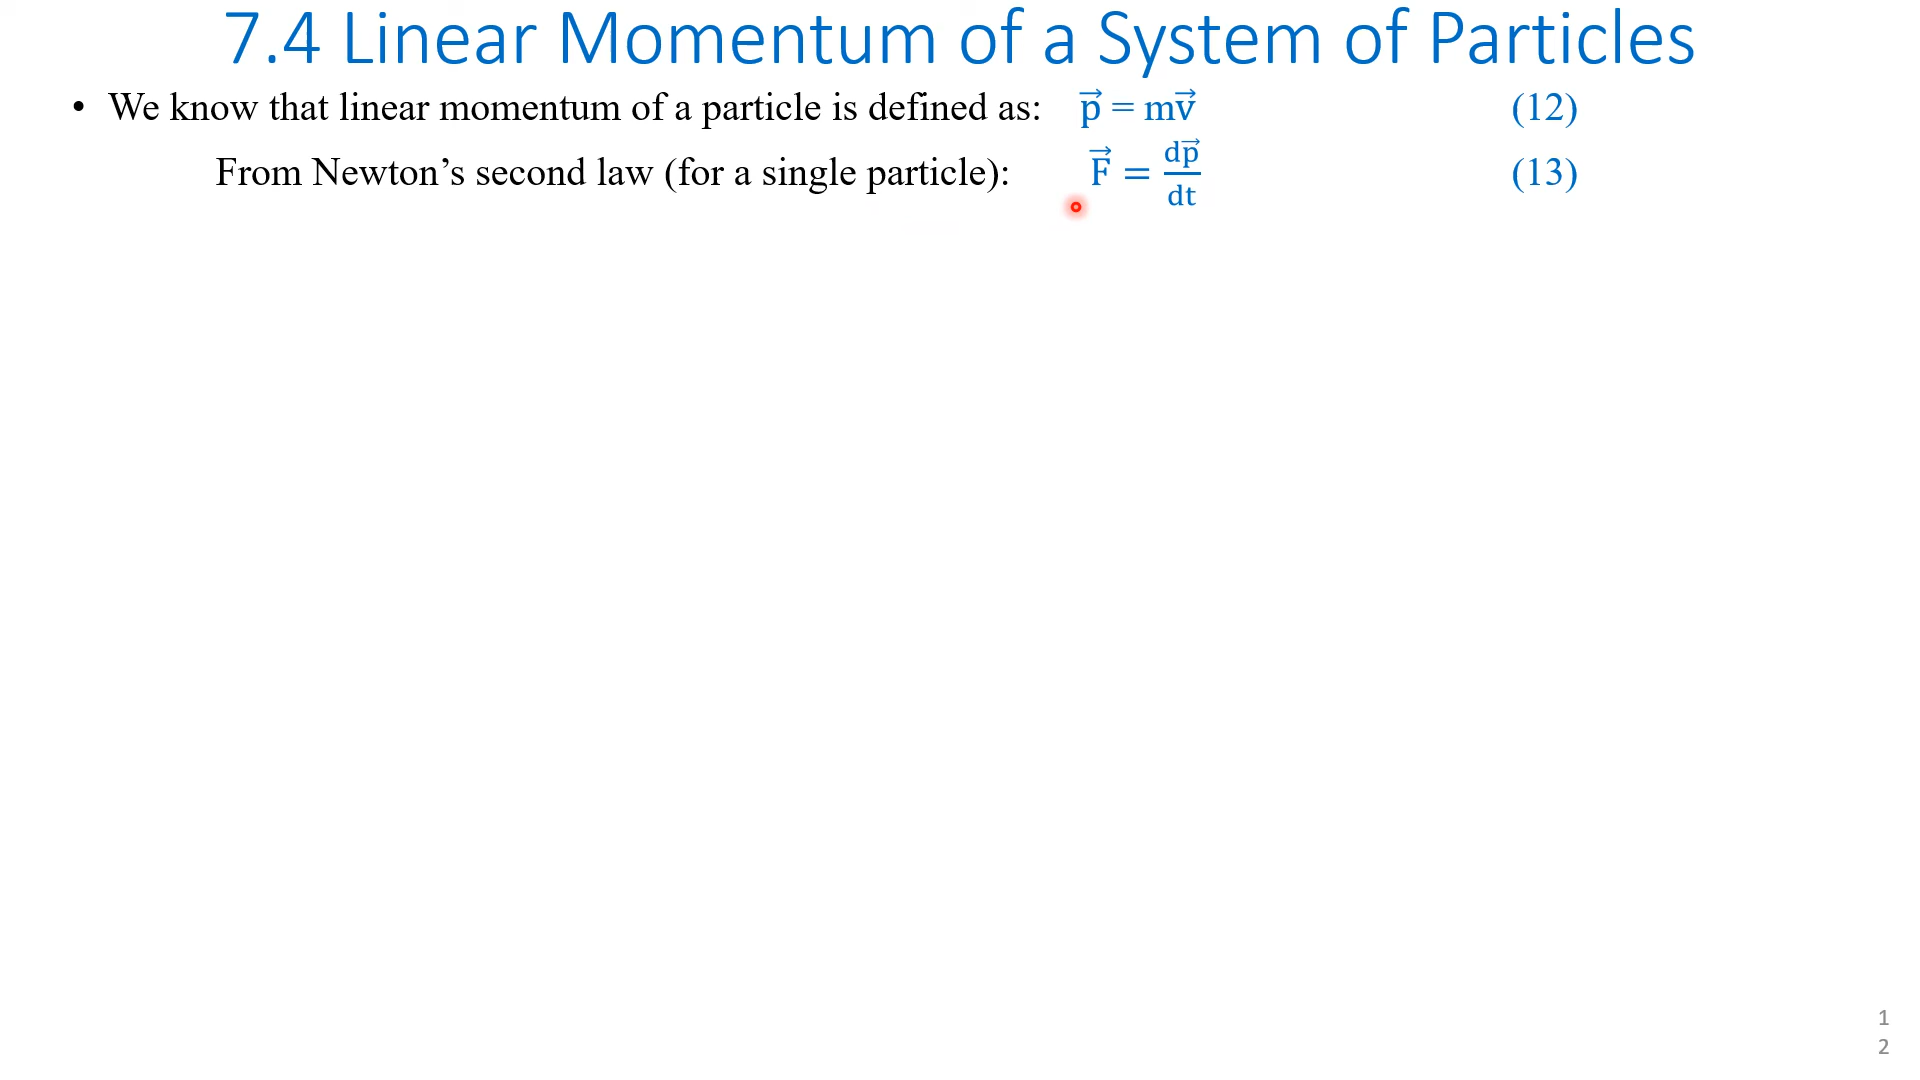 7.4 Linear Momentum of a System of Particles
• We know that linear momentum of a particle is defined as: p⃗ = mv⃗ (12)
From Newton’s second law (for a single particle): F⃗ = dp⃗/dt (13)
1
2